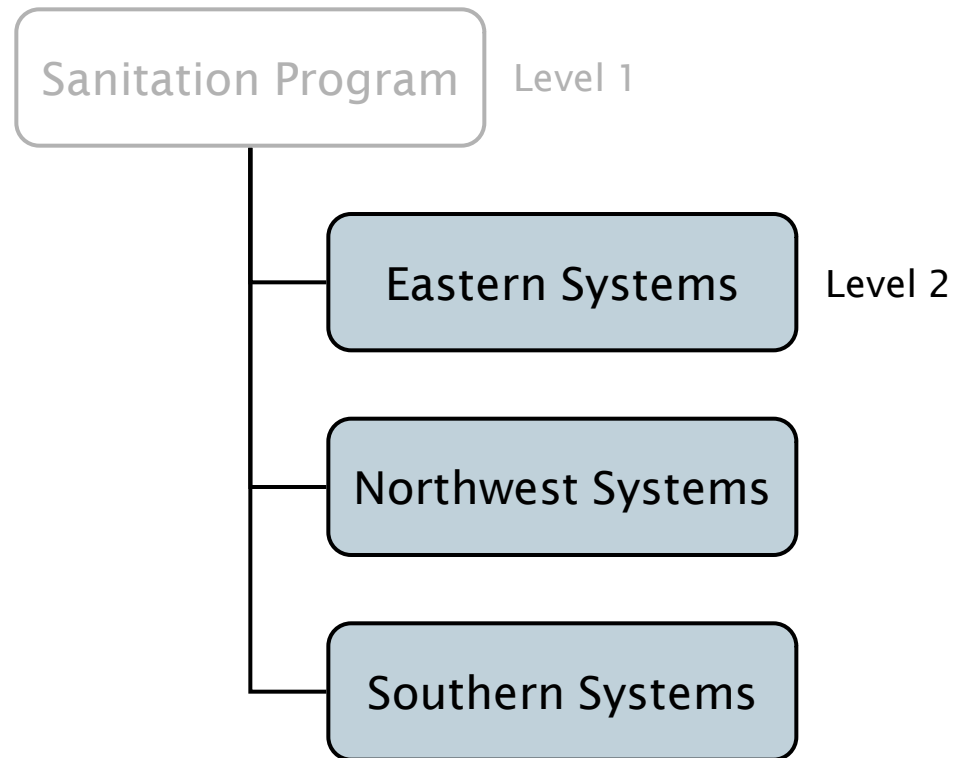 Sanitation Program
Level 1
Eastern Systems
Level 2
Northwest Systems
Southern Systems